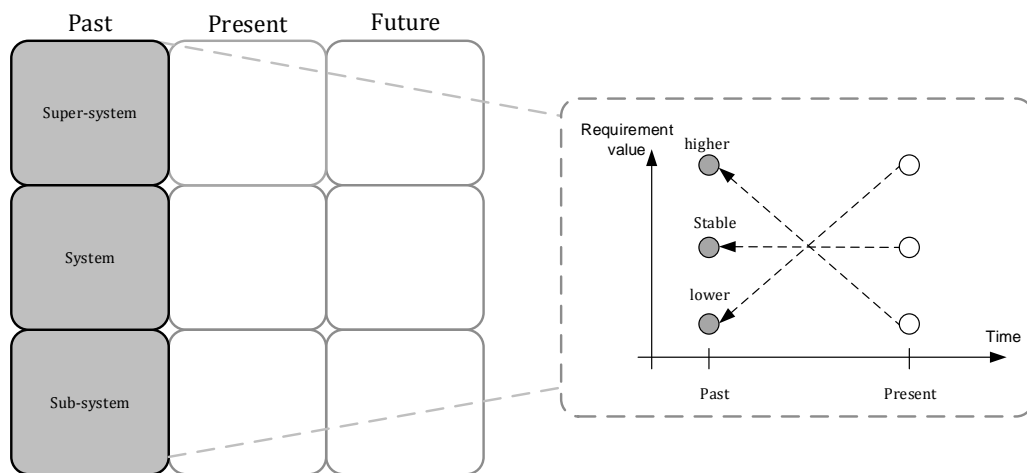 Past
Present
Future
Super-system
System
Sub-system
Requirement
value
higher
Stable
lower
Time
Past
Present